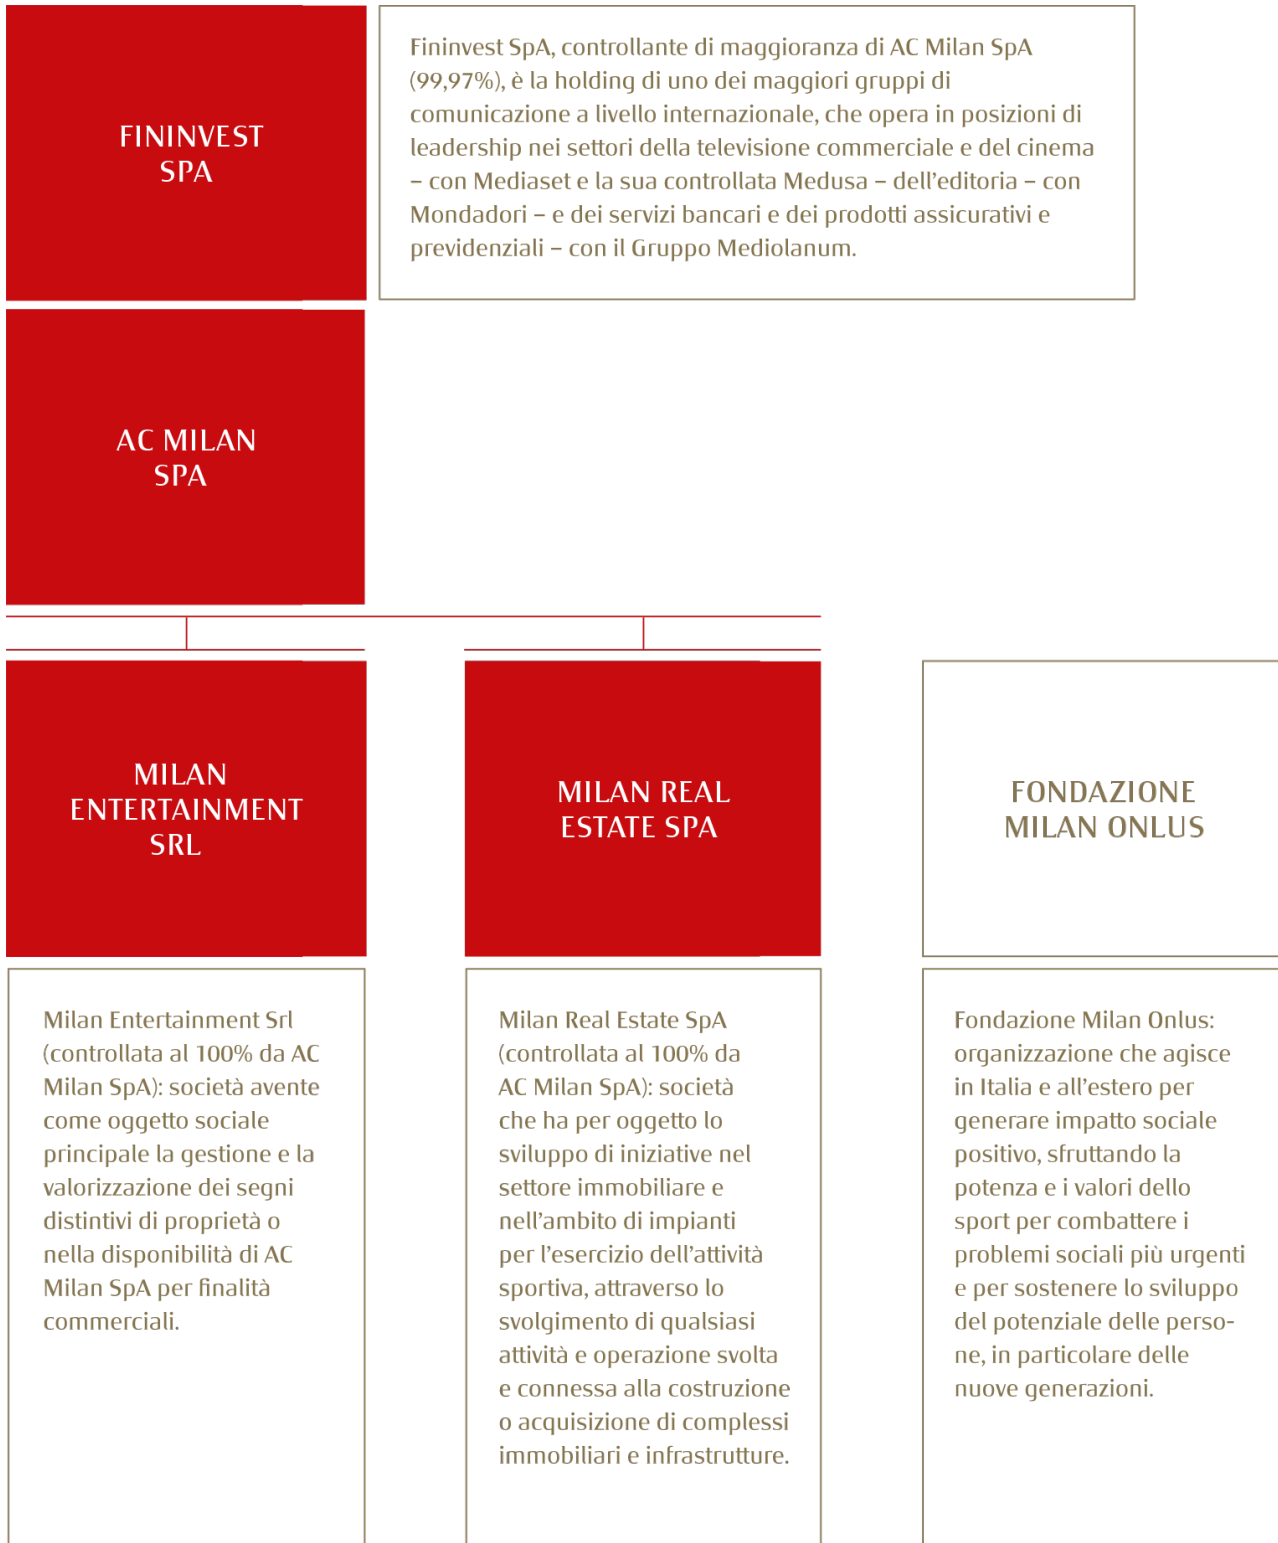 FININVEST
SPA
Fininvest SpA, controllante di maggioranza di AC Milan SpA
(99,97%), è la holding di uno dei maggiori gruppi di
comunicazione a livello internazionale, che opera in posizioni di
leadership nei settori della televisione commerciale e del cinema
– con Mediaset e la sua controllata Medusa – dell’editoria – con
Mondadori – e dei servizi bancari e dei prodotti assicurativi e
previdenziali – con il Gruppo Mediolanum.
AC MILAN
SPA
MILAN
ENTERTAINMENT
SRL
Milan Entertainment Srl
(controllata al 100% da AC
Milan SpA): società avente
come oggetto sociale
principale la gestione e la
valorizzazione dei segni
distintivi di proprietà o
nella disponibilità di AC
Milan SpA per finalità
commerciali.
MILAN REAL
ESTATE SPA
Milan Real Estate SpA
(controllata al 100% da
AC Milan SpA): società
che ha per oggetto lo
sviluppo di iniziative nel
settore immobiliare e
nell’ambito di impianti
per l’esercizio dell’attività
sportiva, attraverso lo
svolgimento di qualsiasi
attività e operazione svolta
e connessa alla costruzione
o acquisizione di complessi
immobiliari e infrastrutture.
FONDAZIONE
MILAN ONLUS
Fondazione Milan Onlus:
organizzazione che agisce
in Italia e all’estero per
generare impatto sociale
positivo, sfruttando la
potenza e i valori dello
sport per combattere i
problemi sociali più urgenti
e per sostenere lo sviluppo
del potenziale delle perso-
ne, in particolare delle
nuove generazioni.